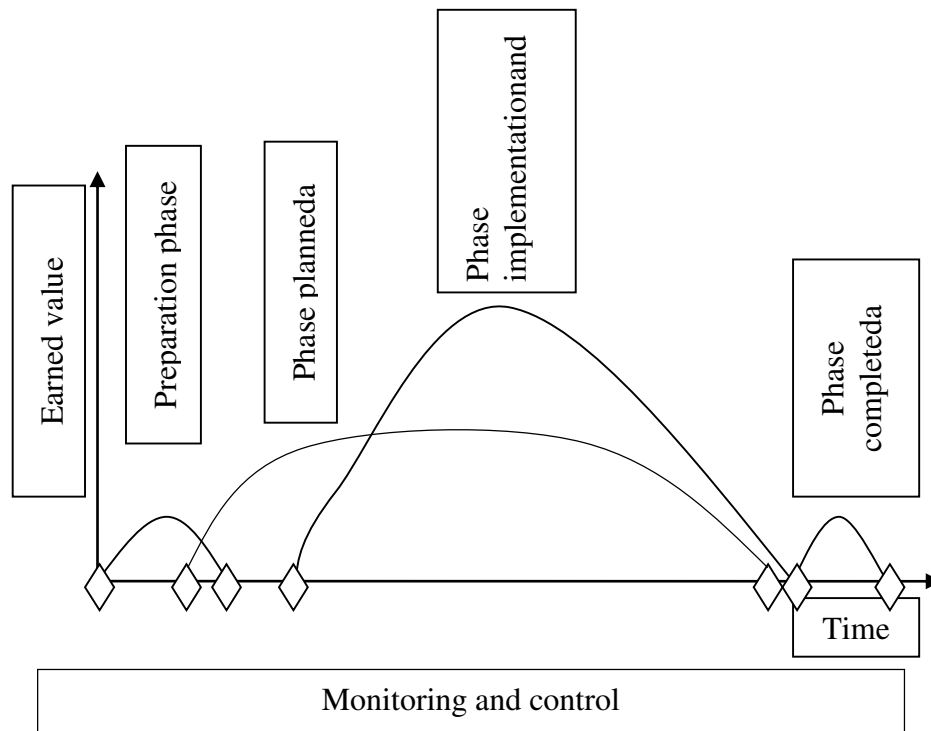 Earned value
Preparation phase
Phase planneda
Phase
implementationand
Phase
completeda
Time
Monitoring and control